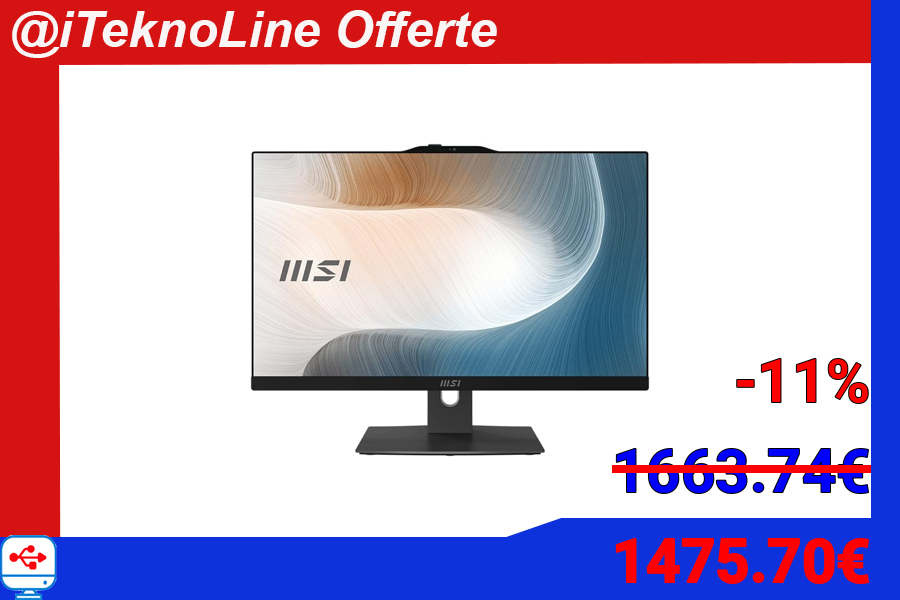 @iTeknoLine Offerte
msi
msi
-11%
1663.74€
1475.70€